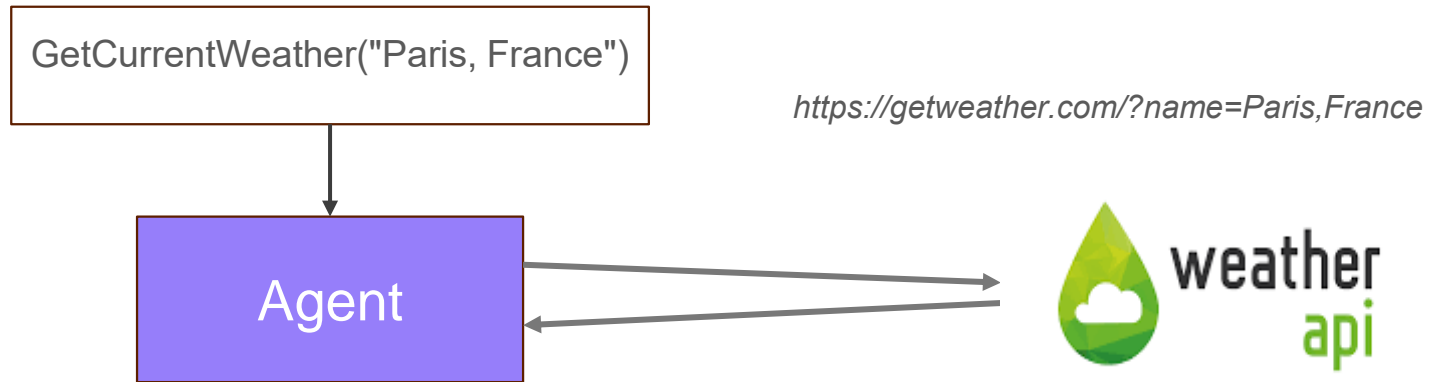 GetCurrentWeather("Paris, France")
https://getweather.com/?name=Paris,France
Agent
weather
api